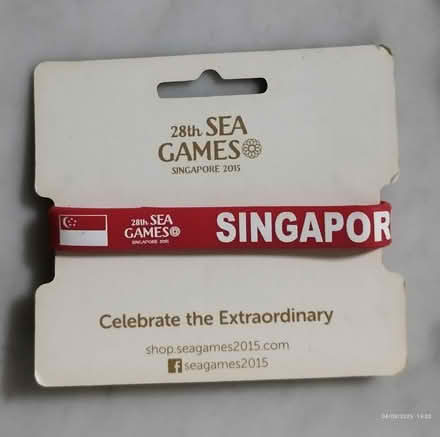 28th SEA
GAMES
SINGAPORE 2015
28th SEA
GAMES
SINGAPORE 2015
SINGAPOR
Celebrate the Extraordinary
shop.seagames2015.com
f seagames2015